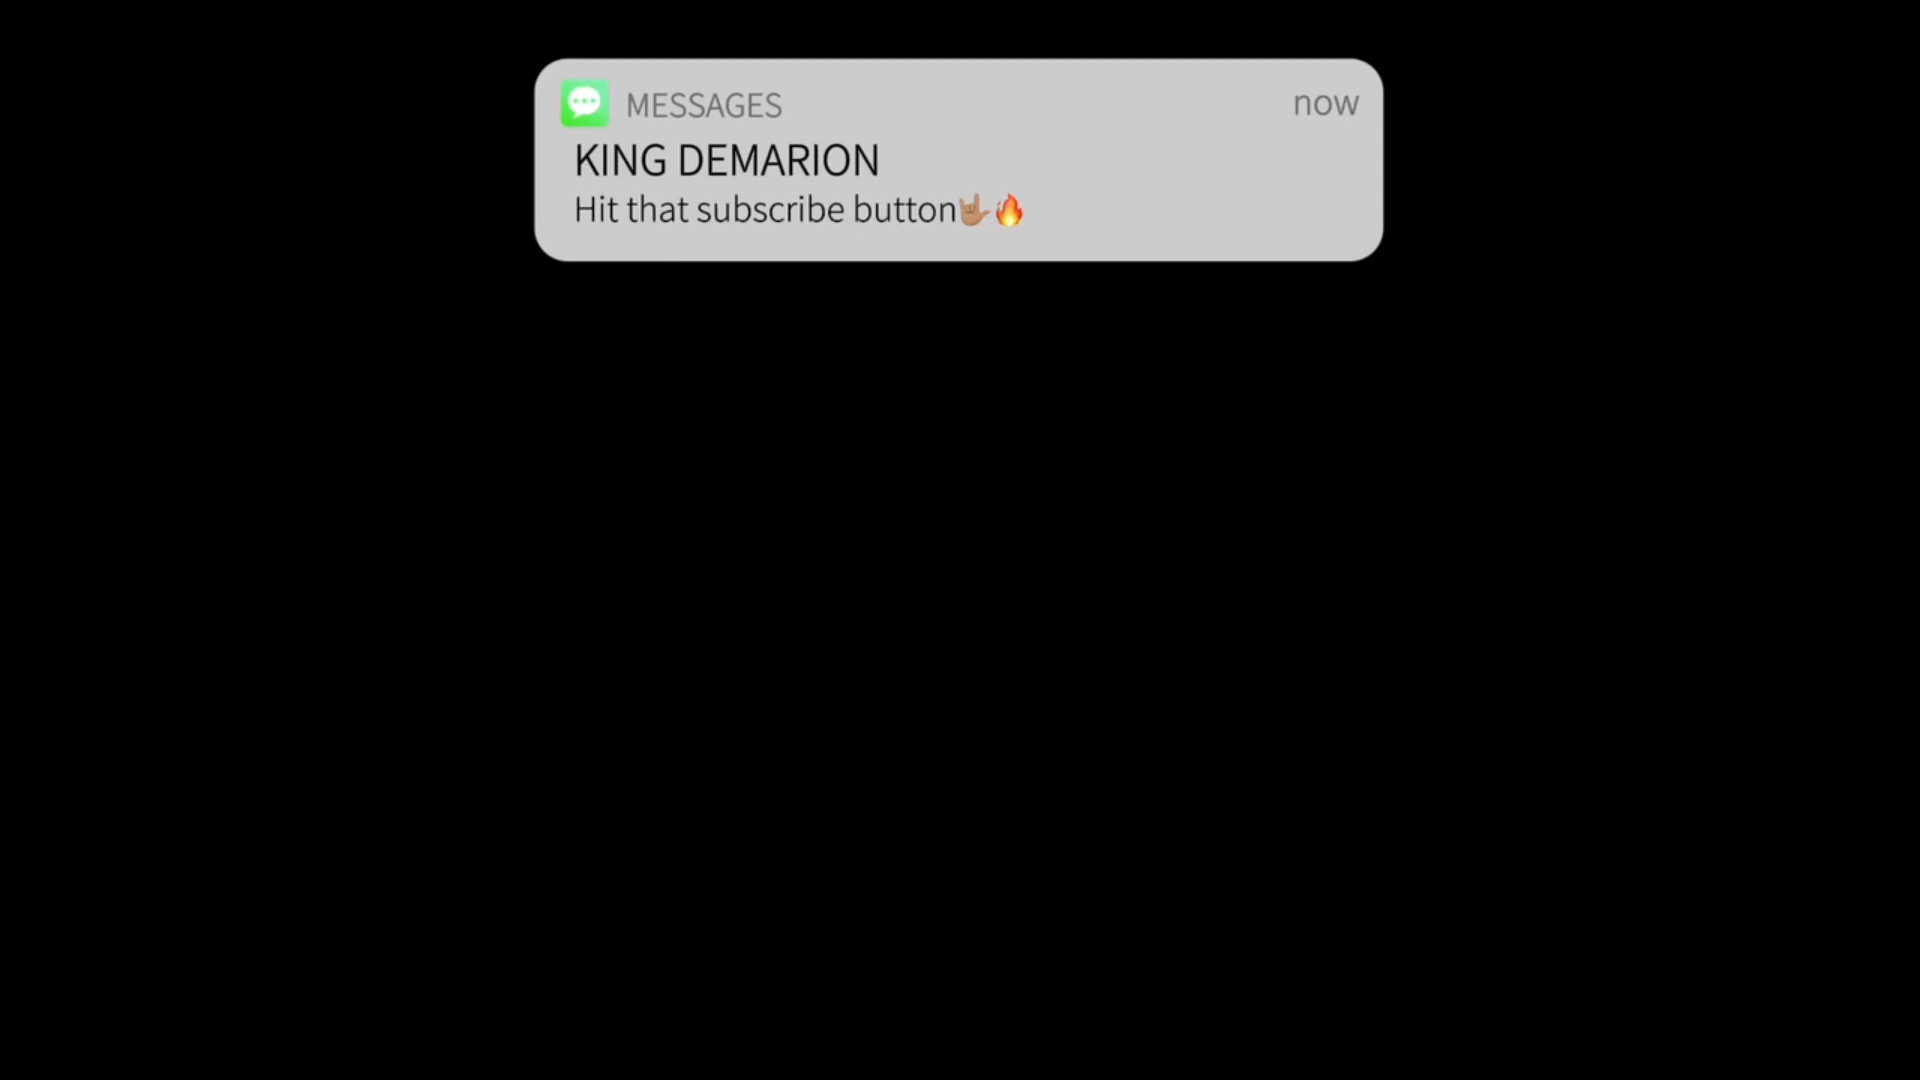 MESSAGES now
KING DEMARION
Hit that subscribe button🤟🏽🔥